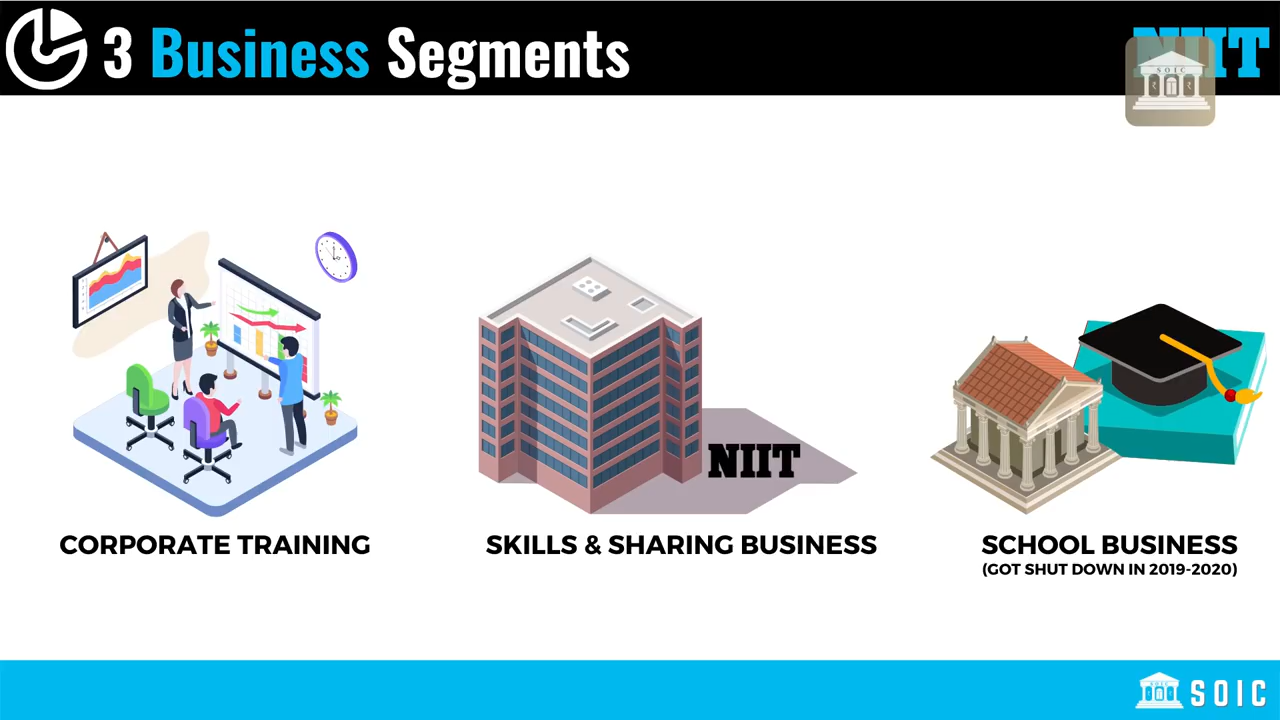 3 Business Segments
NIIT
SOIC
NIIT
CORPORATE TRAINING
SKILLS & SHARING BUSINESS
SCHOOL BUSINESS
(GOT SHUT DOWN IN 2019-2020)
SOIC